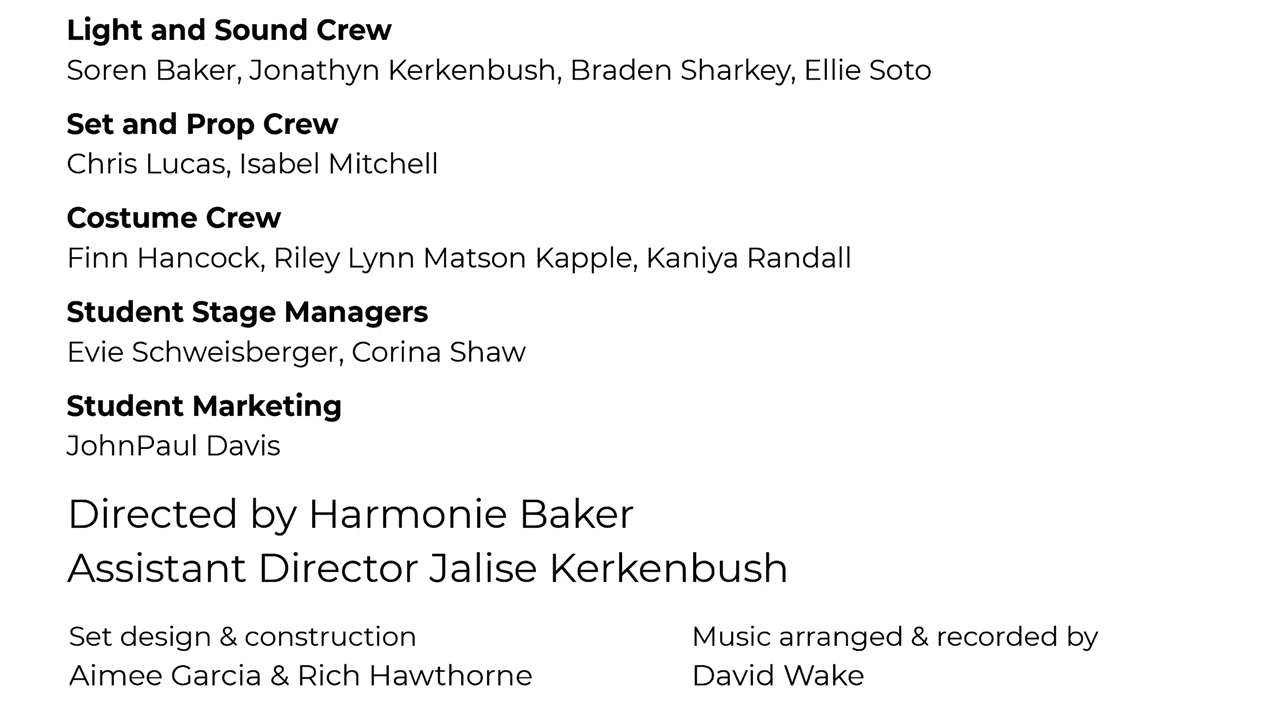 Light and Sound Crew
Soren Baker, Jonathyn Kerkenbush, Braden Sharkey, Ellie Soto
Set and Prop Crew
Chris Lucas, Isabel Mitchell
Costume Crew
Finn Hancock, Riley Lynn Matson Kapple, Kaniya Randall
Student Stage Managers
Evie Schweisberger, Corina Shaw
Student Marketing
JohnPaul Davis
Directed by Harmonie Baker
Assistant Director Jalise Kerkenbush
Set design & construction
Aimee Garcia & Rich Hawthorne
Music arranged & recorded by
David Wake